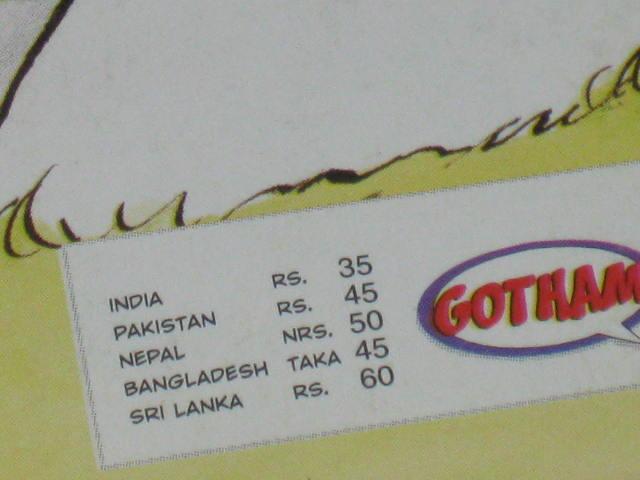 INDIA RS. 35
PAKISTAN RS. 45
NEPAL NRS. 50
BANGLADESH TAKA 45
SRI LANKA RS. 60
GOTHAM